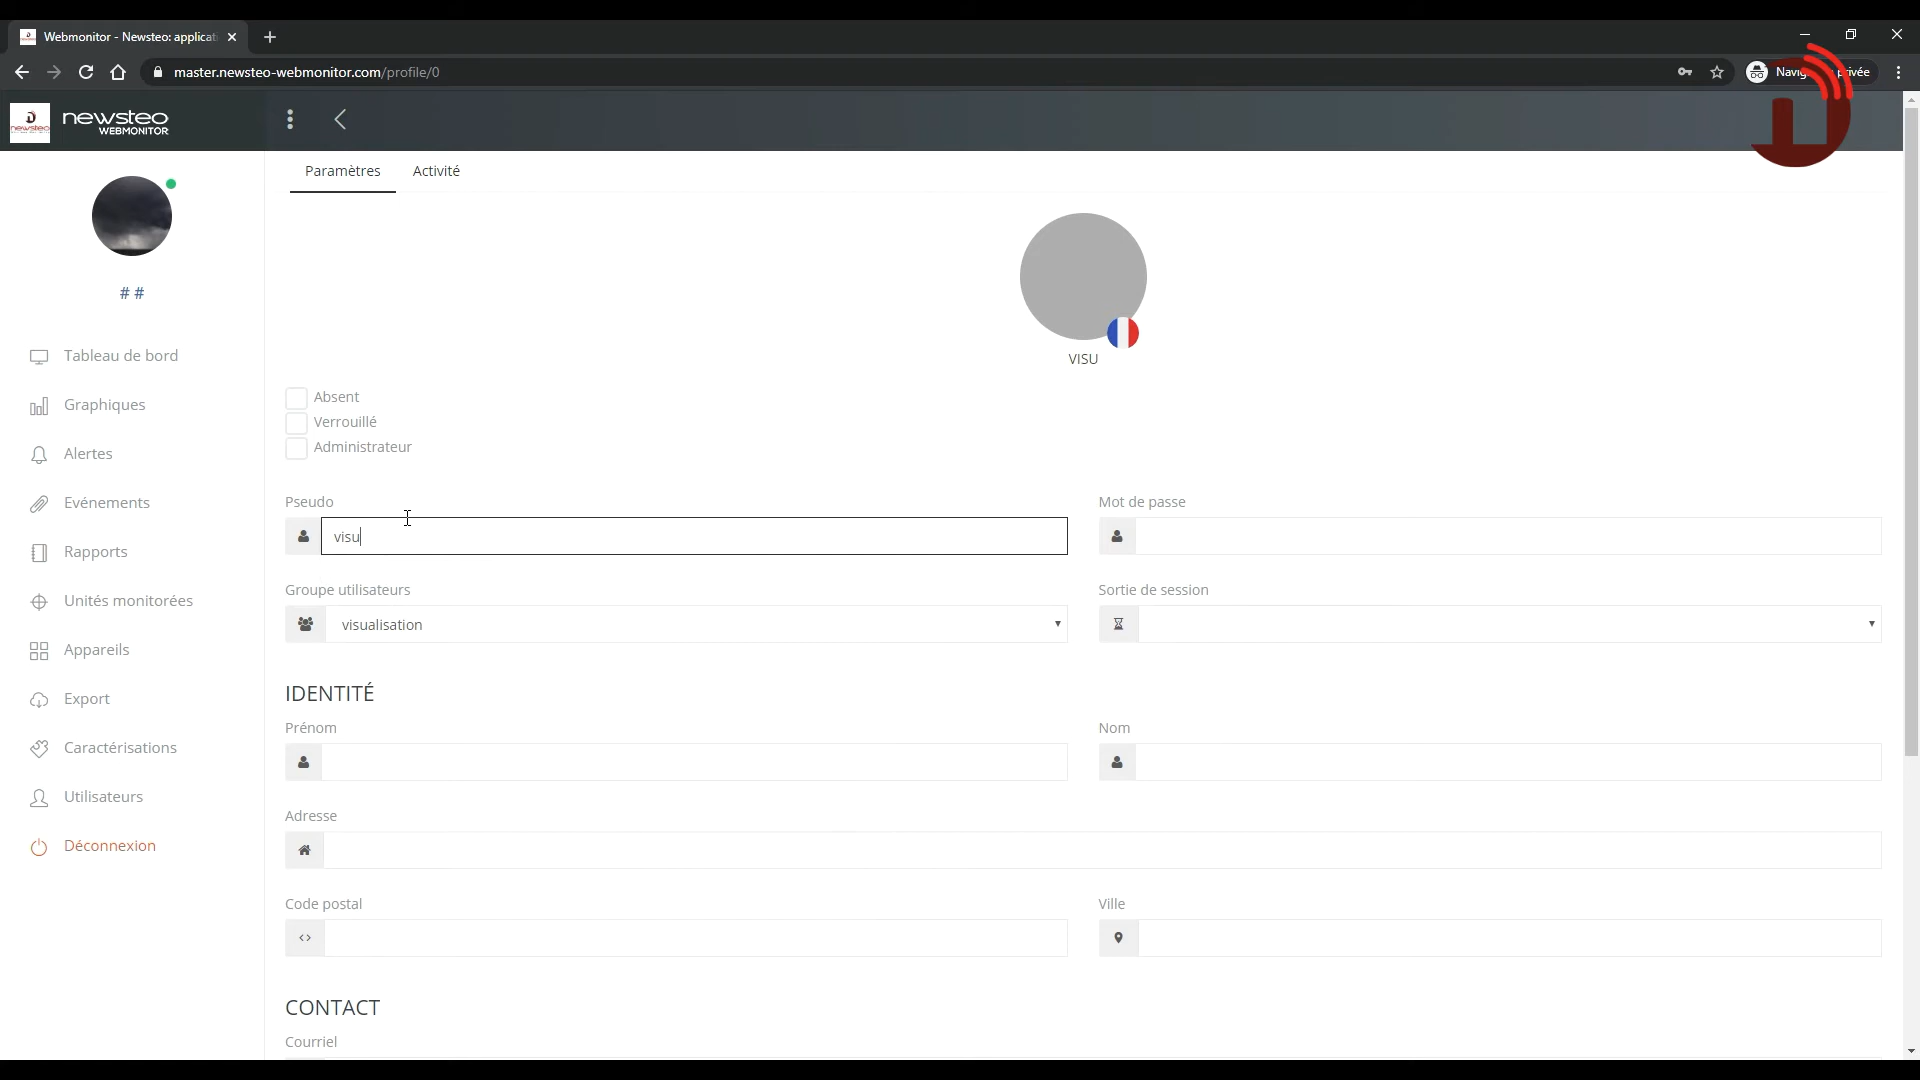 Webmonitor - Newsteo: applicat
master.newsteo-webmonitor.com/profile/0
Navig privée
newsteo
newsteo
WEBMONITOR
Paramètres
Activité
# #
VISU
Tableau de bord
Graphiques
Alertes
Evénements
Rapports
Unités monitorées
Appareils
Export
Caractérisations
Utilisateurs
Déconnexion
Absent
Verrouillé
Administrateur
Pseudo
visu
Mot de passe
Groupe utilisateurs
visualisation
Sortie de session
IDENTITÉ
Prénom
Nom
Adresse
Code postal
Ville
CONTACT
Courriel